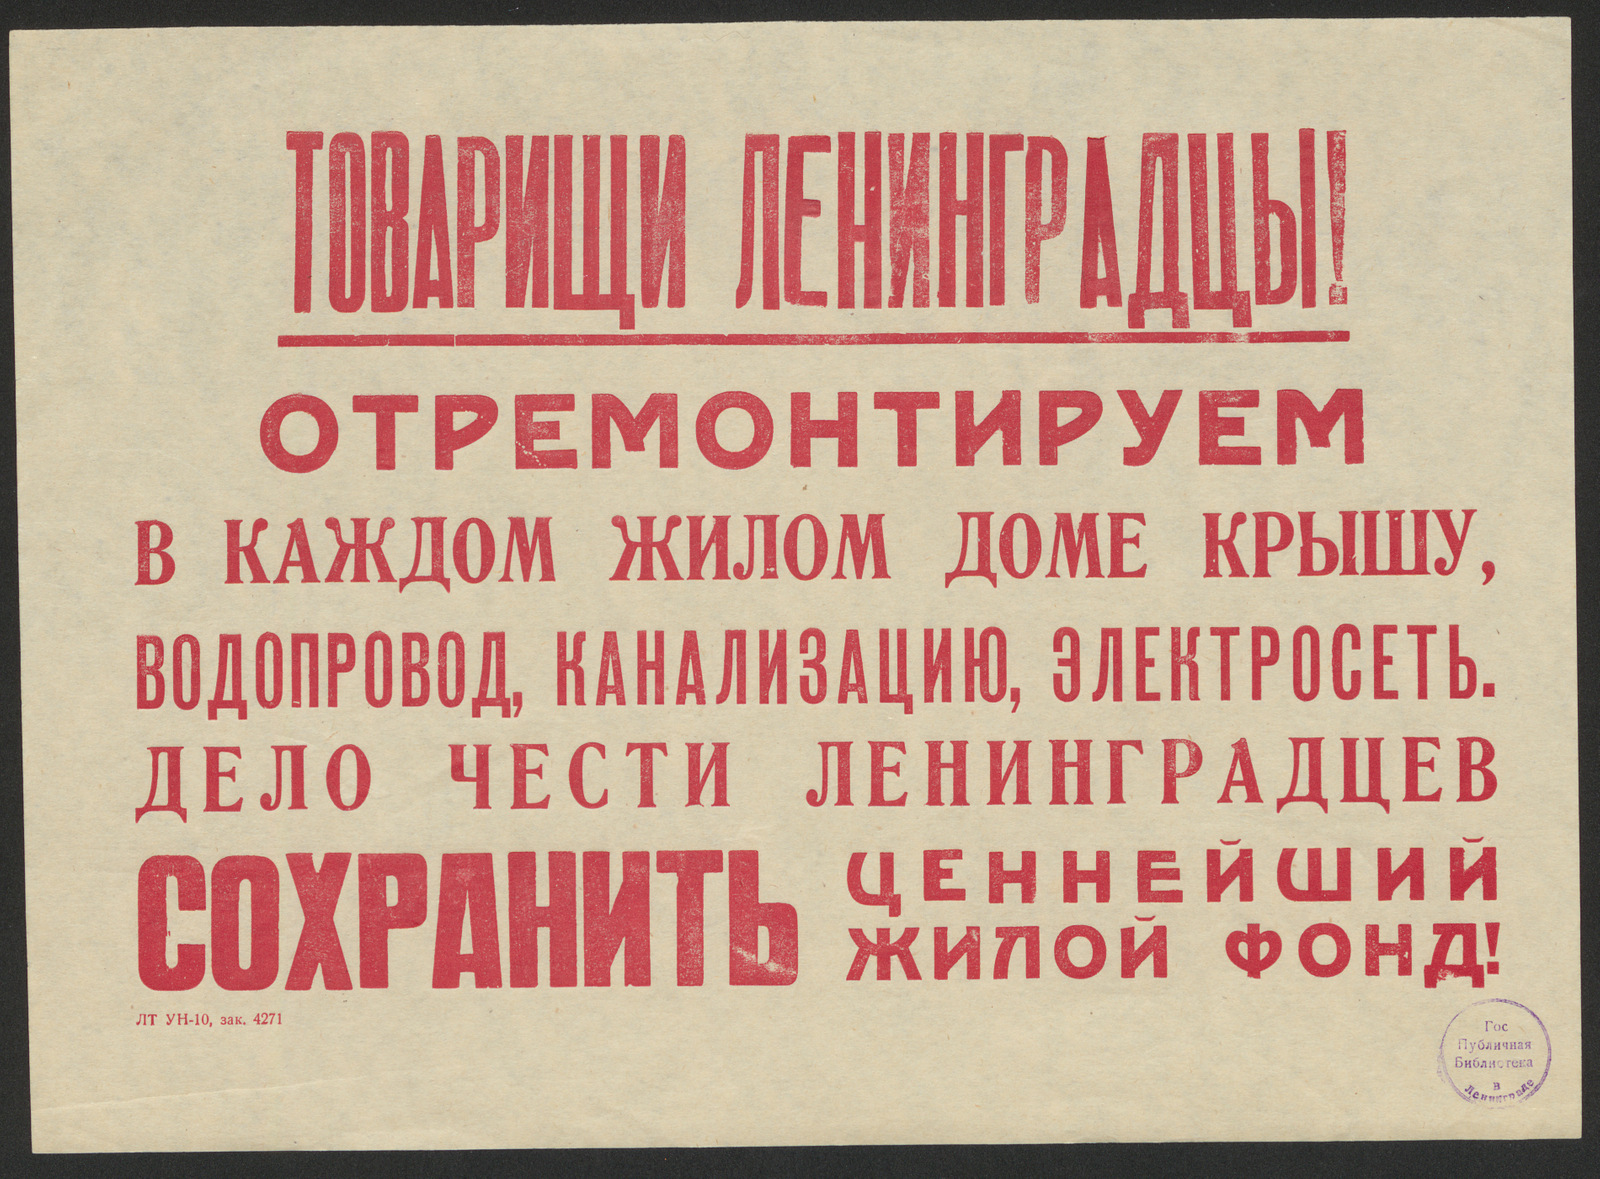 ТОВАРИЩИ ЛЕНИНГРАДЦЫ!
ОТРЕМОНТИРУЕМ
В КАЖДОМ ЖИЛОМ ДОМЕ КРЫШУ,
ВОДОПРОВОД, КАНАЛИЗАЦИЮ, ЭЛЕКТРОСЕТЬ.
ДЕЛО ЧЕСТИ ЛЕНИНГРАДЦЕВ
СОХРАНИТЬ ЦЕННЕЙШИЙ
ЖИЛОЙ ФОНД!
ЛТ УН-10, зак. 4271
Гос
Публичная
Библиотека
в
Ленинграде